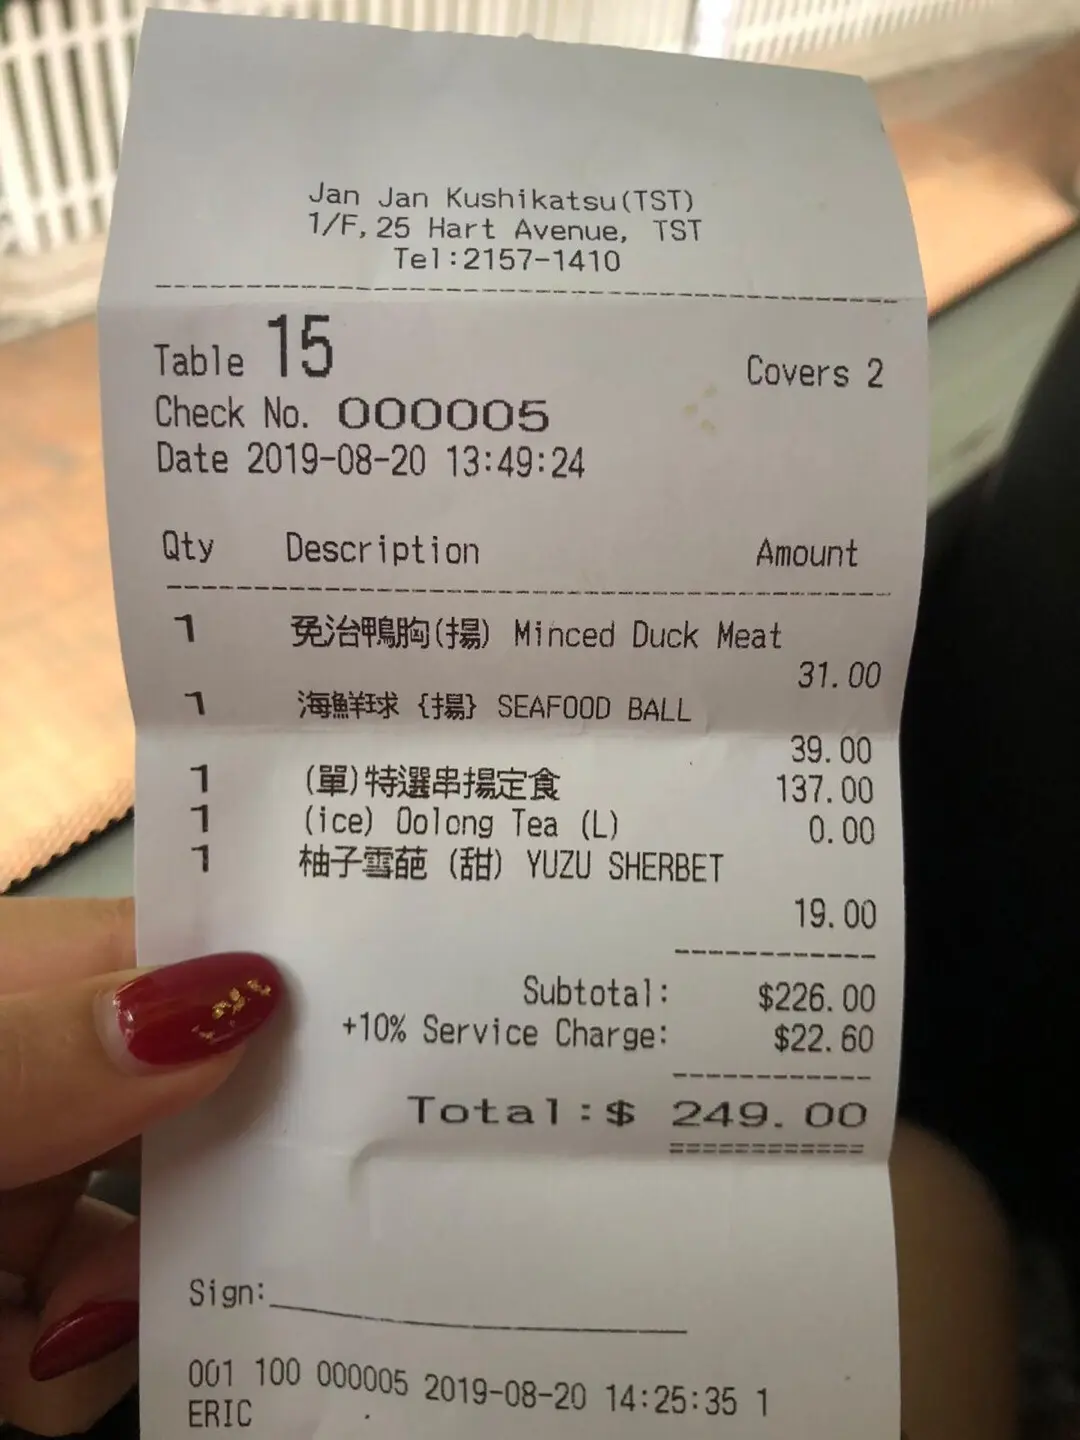 Jan Jan Kushikatsu(TST)
1/F, 25 Hart Avenue, TST
Tel:2157-1410
Table 15 Covers 2
Check No. 000005
Date 2019-08-20 13:49:24
Qty Description Amount
1 免治鴨胸(揚) Minced Duck Meat
31.00
1 海鮮球 {揚} SEAFOOD BALL
39.00
1 (單)特選串揚定食 137.00
1 (ice) Oolong Tea (L) 0.00
1 柚子雪葩 (甜) YUZU SHERBET
19.00
Subtotal: $226.00
+10% Service Charge: $22.60
Total:$ 249.00
Sign:
001 100 000005 2019-08-20 14:25:35 1
ERIC